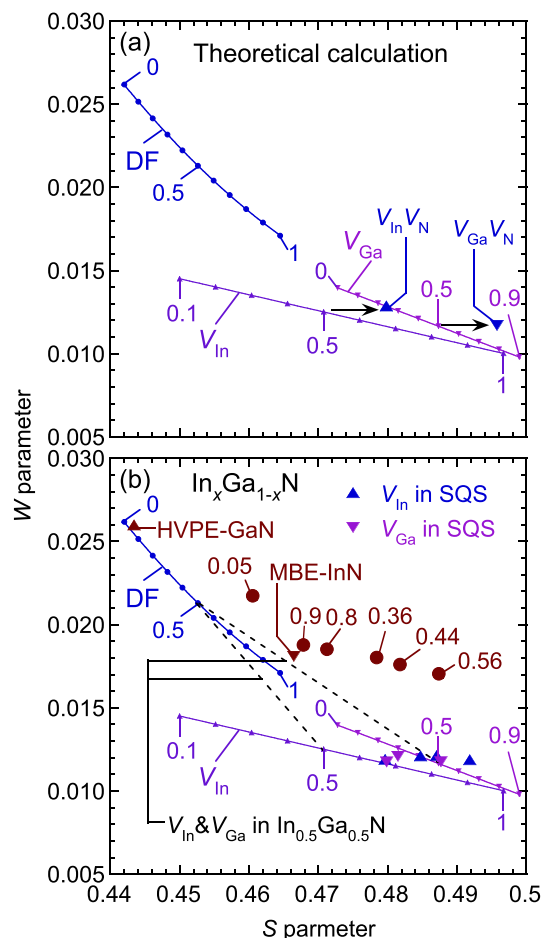 0.030
(a)
Theoretical calculation
0
0.025
DF
0.020
0.5
V_In V_N
V_Ga V_N
1
V_Ga
0.015
0
0.5
0.9
0.1
V_In
0.010
0.5
1
0.005
W parameter
0.030
(b)
In_xGa_{1-x}N
0
V_In in SQS
HVPE-GaN
V_Ga in SQS
0.025
DF
0.05
MBE-InN
0.020
0.5
0.9
0.8
0.36
0.44
0.56
1
0.015
0
0.5
0.9
0.1
V_In
0.5
0.010
1
V_In&V_Ga in In_0.5Ga_0.5N
0.005
0.44
0.45
0.46
0.47
0.48
0.49
0.5
S parmeter